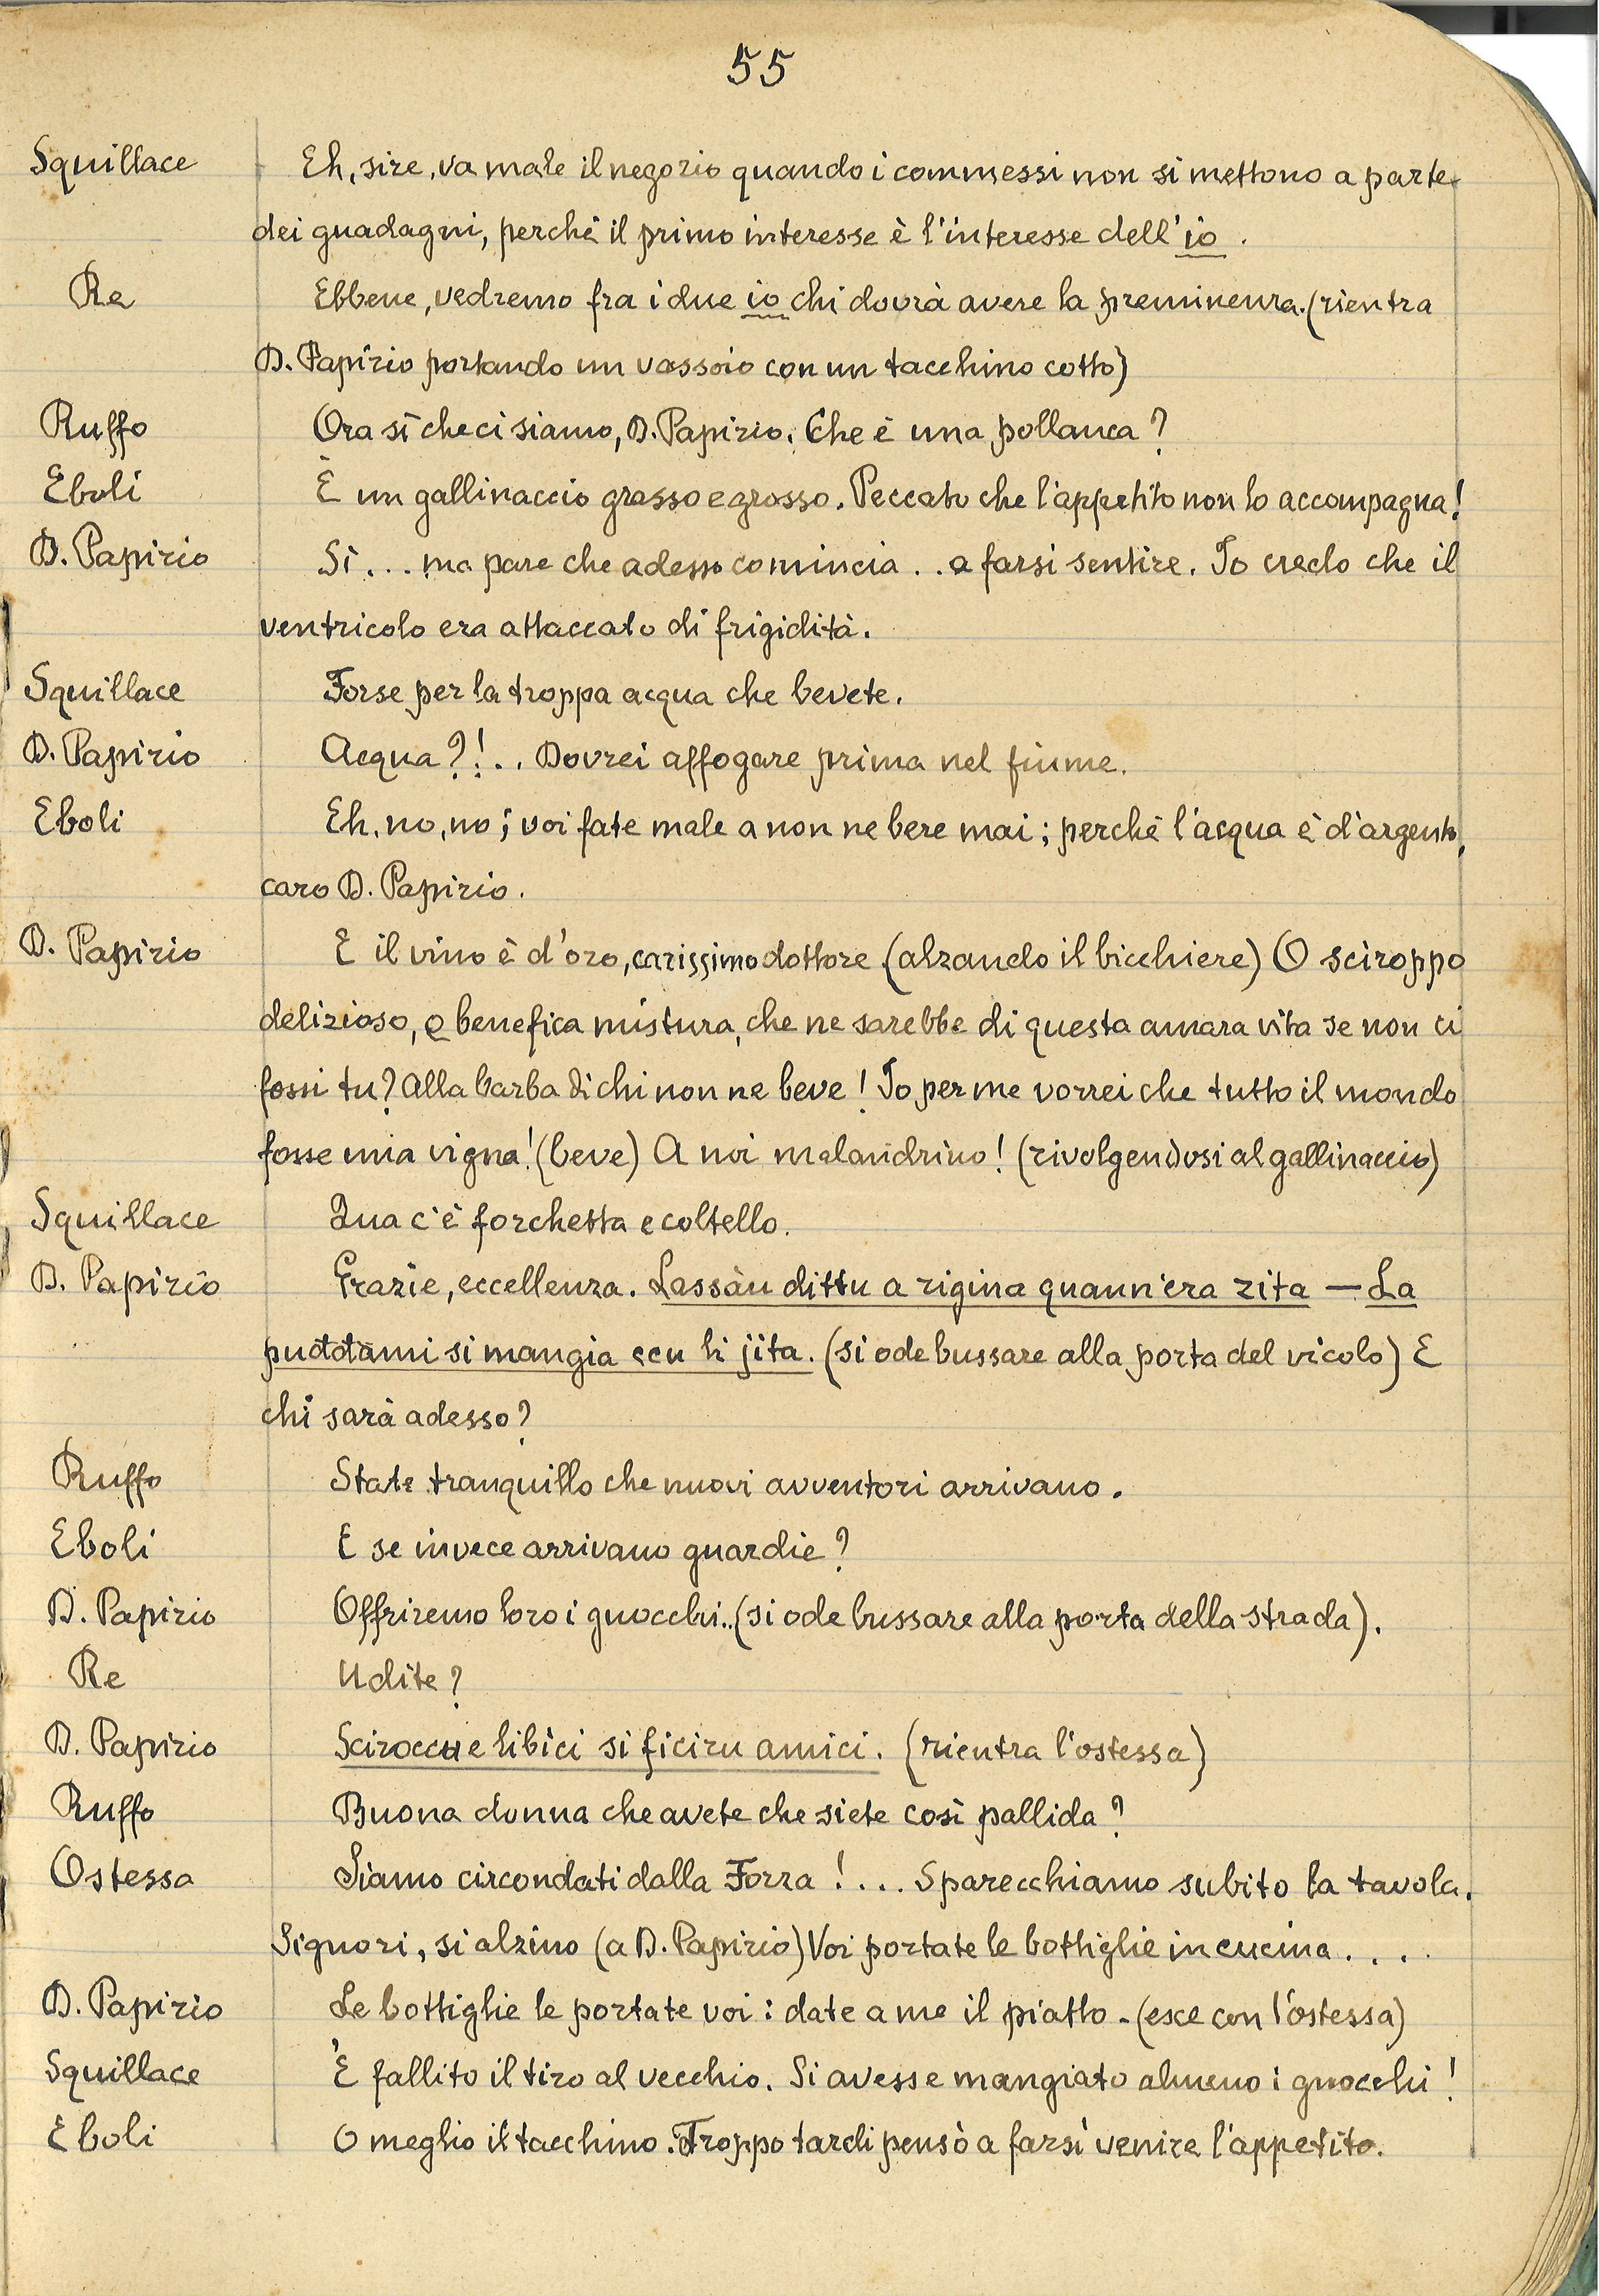 55
Squillace Eh, sire, va male il negozio quando i commessi non si mettono a parte
dei guadagni, perchè il primo interesse è l'interesse dell'io.
Re Ebbene, vedremo fra i due io chi dovrà avere la preminenza. (rientra
D. Papirio portando un vassoio con un tacchino cotto)
Ruffo Ora sì che ci siamo, D. Papirio. Che è una pollanca?
Eboli È un gallinaccio grasso e grosso. Peccato che l'appetito non lo accompagna!
D. Papirio Sì... ma pare che adesso comincia.. a farsi sentire. Io credo che il
ventricolo era attaccato di frigidità.
Squillace Forse per la troppa acqua che bevete.
D. Papirio Acqua?!.. Dovrei affogare prima nel fiume.
Eboli Eh, no, no; voi fate male a non ne bere mai; perchè l'acqua è d'argento,
caro D. Papirio.
D. Papirio E il vino è d'oro, carissimo dottore (alzando il bicchiere) O sciroppo
delizioso, o benefica mistura, che ne sarebbe di questa amara vita se non ci
fossi tu? Alla barba di chi non ne beve! Io per me vorrei che tutto il mondo
fosse mia vigna! (beve) A noi malandrino! (rivolgendosi al gallinaccio)
Squillace Qua c'è forchetta e coltello.
D. Papirio Grazie, eccellenza. Lassàu dittu a rigina quann'era zita — La
puddami si mangia ccu li jita. (si ode bussare alla porta del vicolo) E
chi sarà adesso?
Ruffo State tranquillo che nuovi avventori arrivano.
Eboli E se invece arrivano guardie?
D. Papirio Offriremo loro i gnocchi.. (si ode bussare alla porta della strada).
Re Udite?
D. Papirio Sciroccu e libici si ficiru amici. (rientra l'ostessa)
Ruffo Buona donna che avete che siete così pallida?
Ostessa Siamo circondati dalla Forza!... Sparecchiamo subito la tavola.
Signori, si alzino (a D. Papirio) Voi portate le bottiglie in cucina....
D. Papirio Le bottiglie le portate voi: date a me il piatto. (esce con l'ostessa)
Squillace È fallito il tiro al vecchio. Si avesse mangiato almeno i gnocchi!
Eboli O meglio il tacchino. Troppo tardi pensò a farsi venire l'appetito.